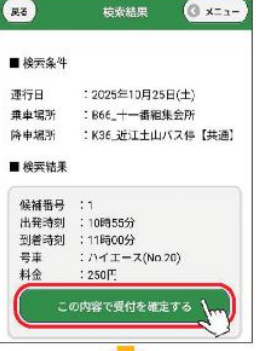 戻る 検索結果 メニュー
■ 検索条件
運行日 ：2025年10月25日(土)
乗車場所 ：B66_十一番組集会所
降車場所 ：K36_近江土山バス停【共通】
■ 検索結果
候補番号 ：1
出発時刻 ：10時55分
到着時刻 ：11時00分
号車 ：ハイエース(No.20)
料金 ：250円
この内容で受付を確定する